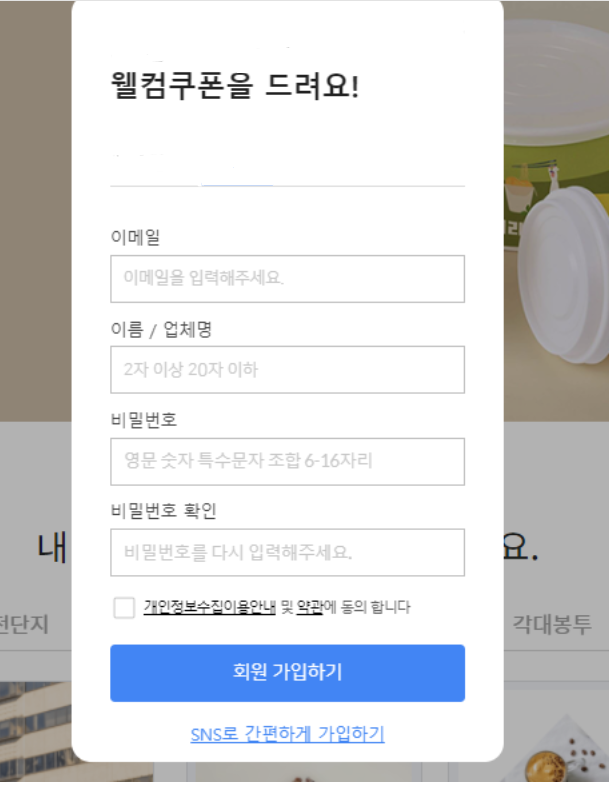 웰컴쿠폰을 드려요!
이메일
이메일을 입력해주세요.
이름 / 업체명
2자 이상 20자 이하
비밀번호
영문 숫자 특수문자 조합 6-16자리
비밀번호 확인
비밀번호를 다시 입력해주세요.
내
요.
개인정보수집이용안내 및 약관에 동의 합니다
전단지
각대봉투
회원 가입하기
SNS로 간편하게 가입하기